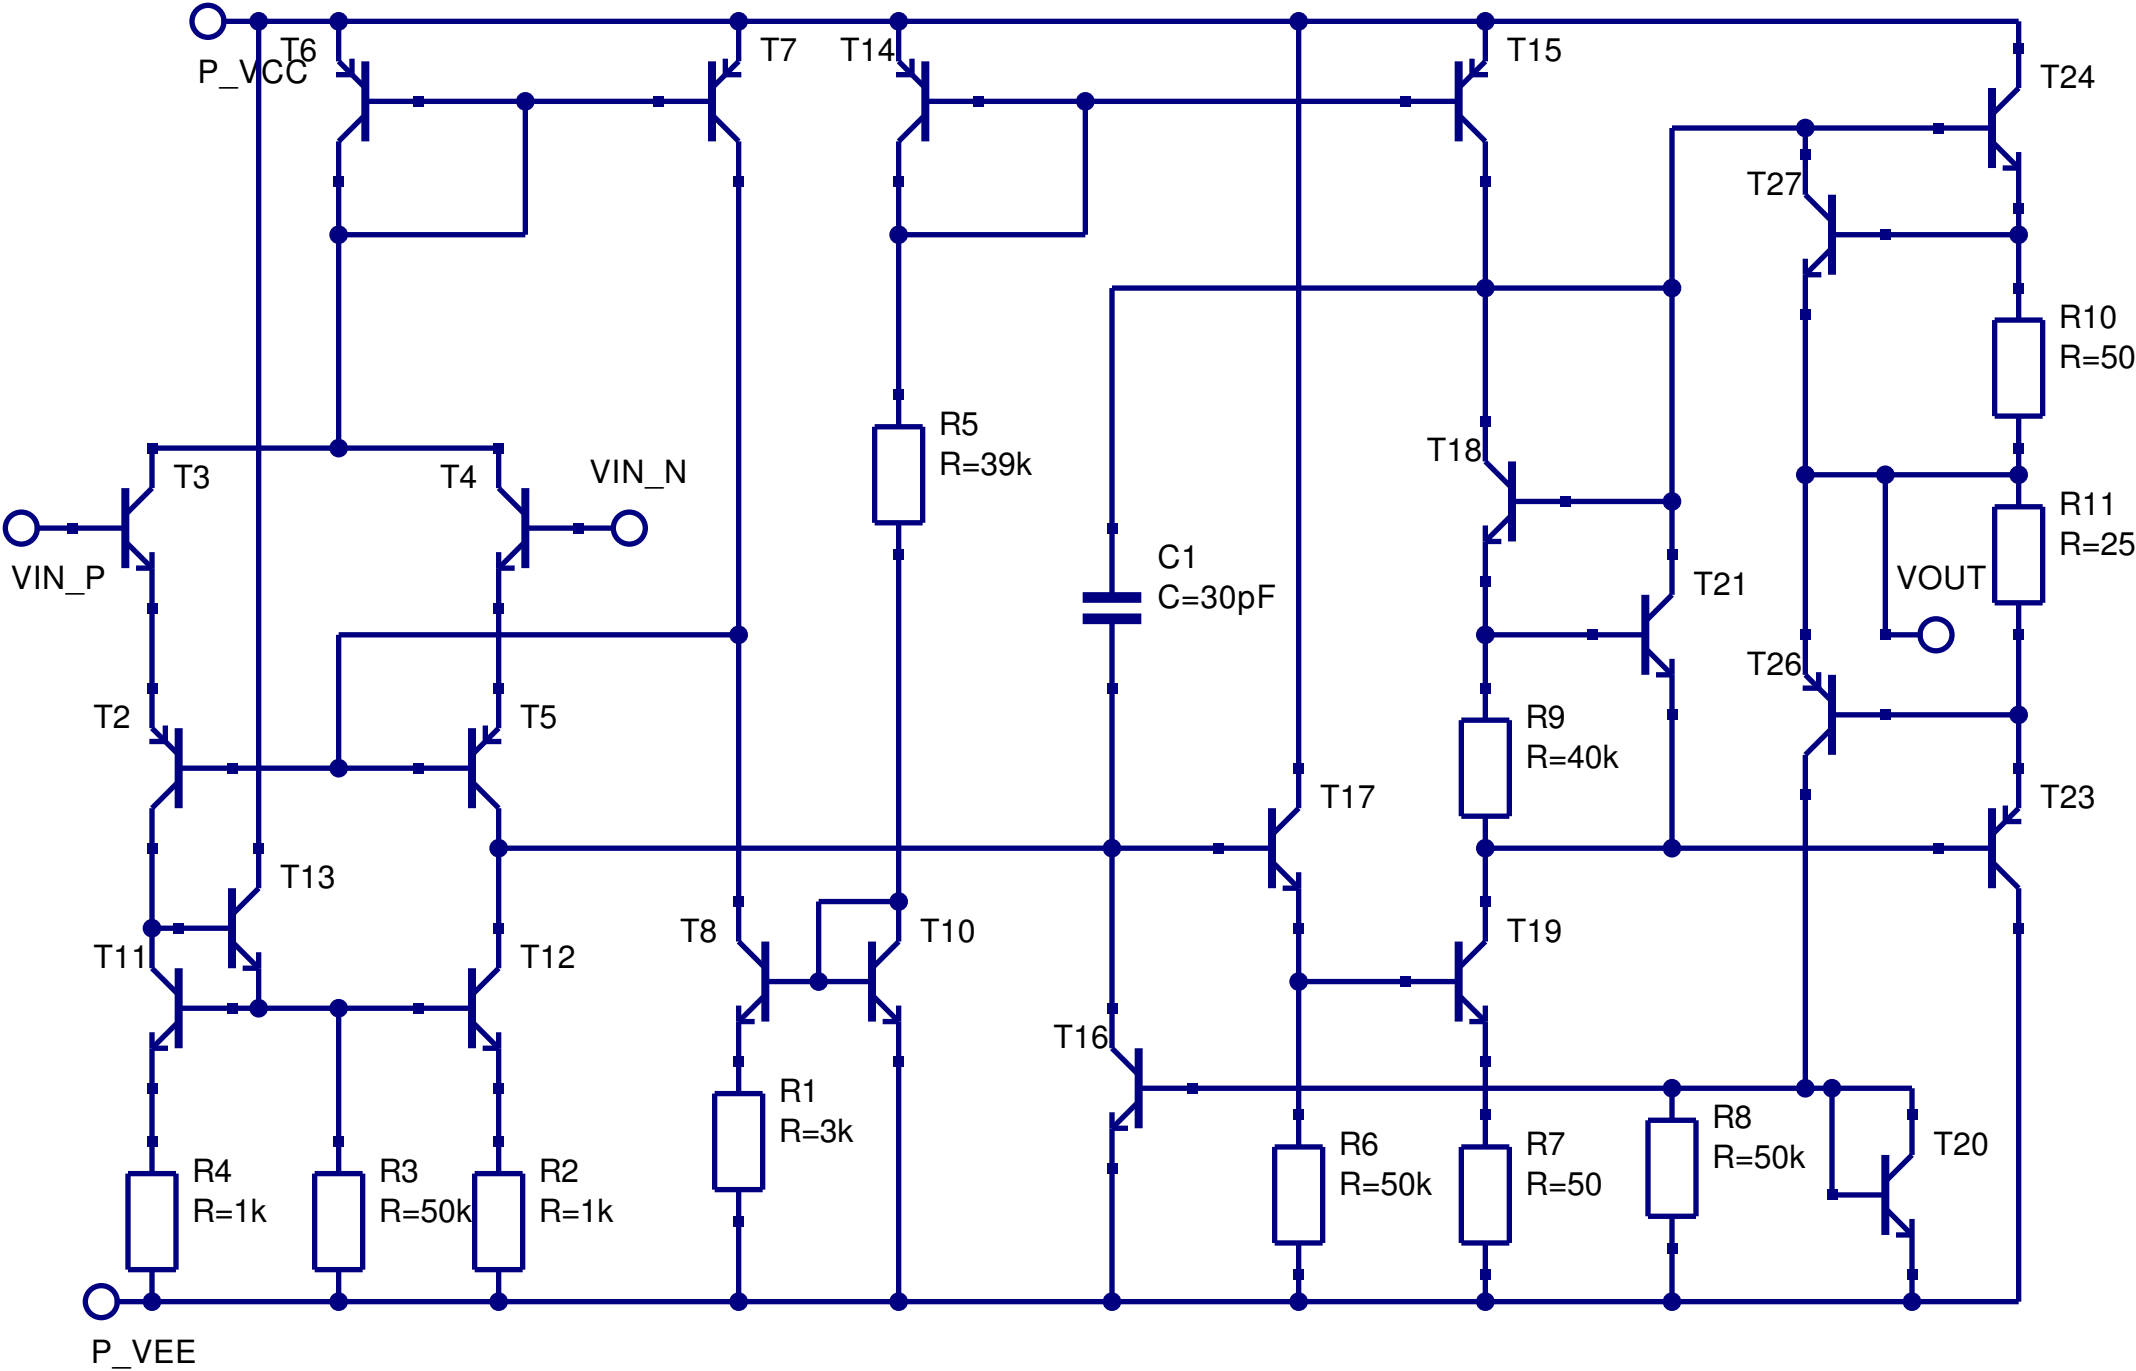 T6
P_VCC
T7
T14
T15
T24
T27
R10
R=50
R5
R=39k
T3
T4
VIN_N
VIN_P
T18
R11
R=25
C1
C=30pF
T21
VOUT
T26
T2
T5
R9
R=40k
T17
T23
T13
T11
T12
T8
T10
T19
T16
R1
R=3k
R8
R=50k
T20
R4
R=1k
R3
R=50k
R2
R=1k
R6
R=50k
R7
R=50
P_VEE